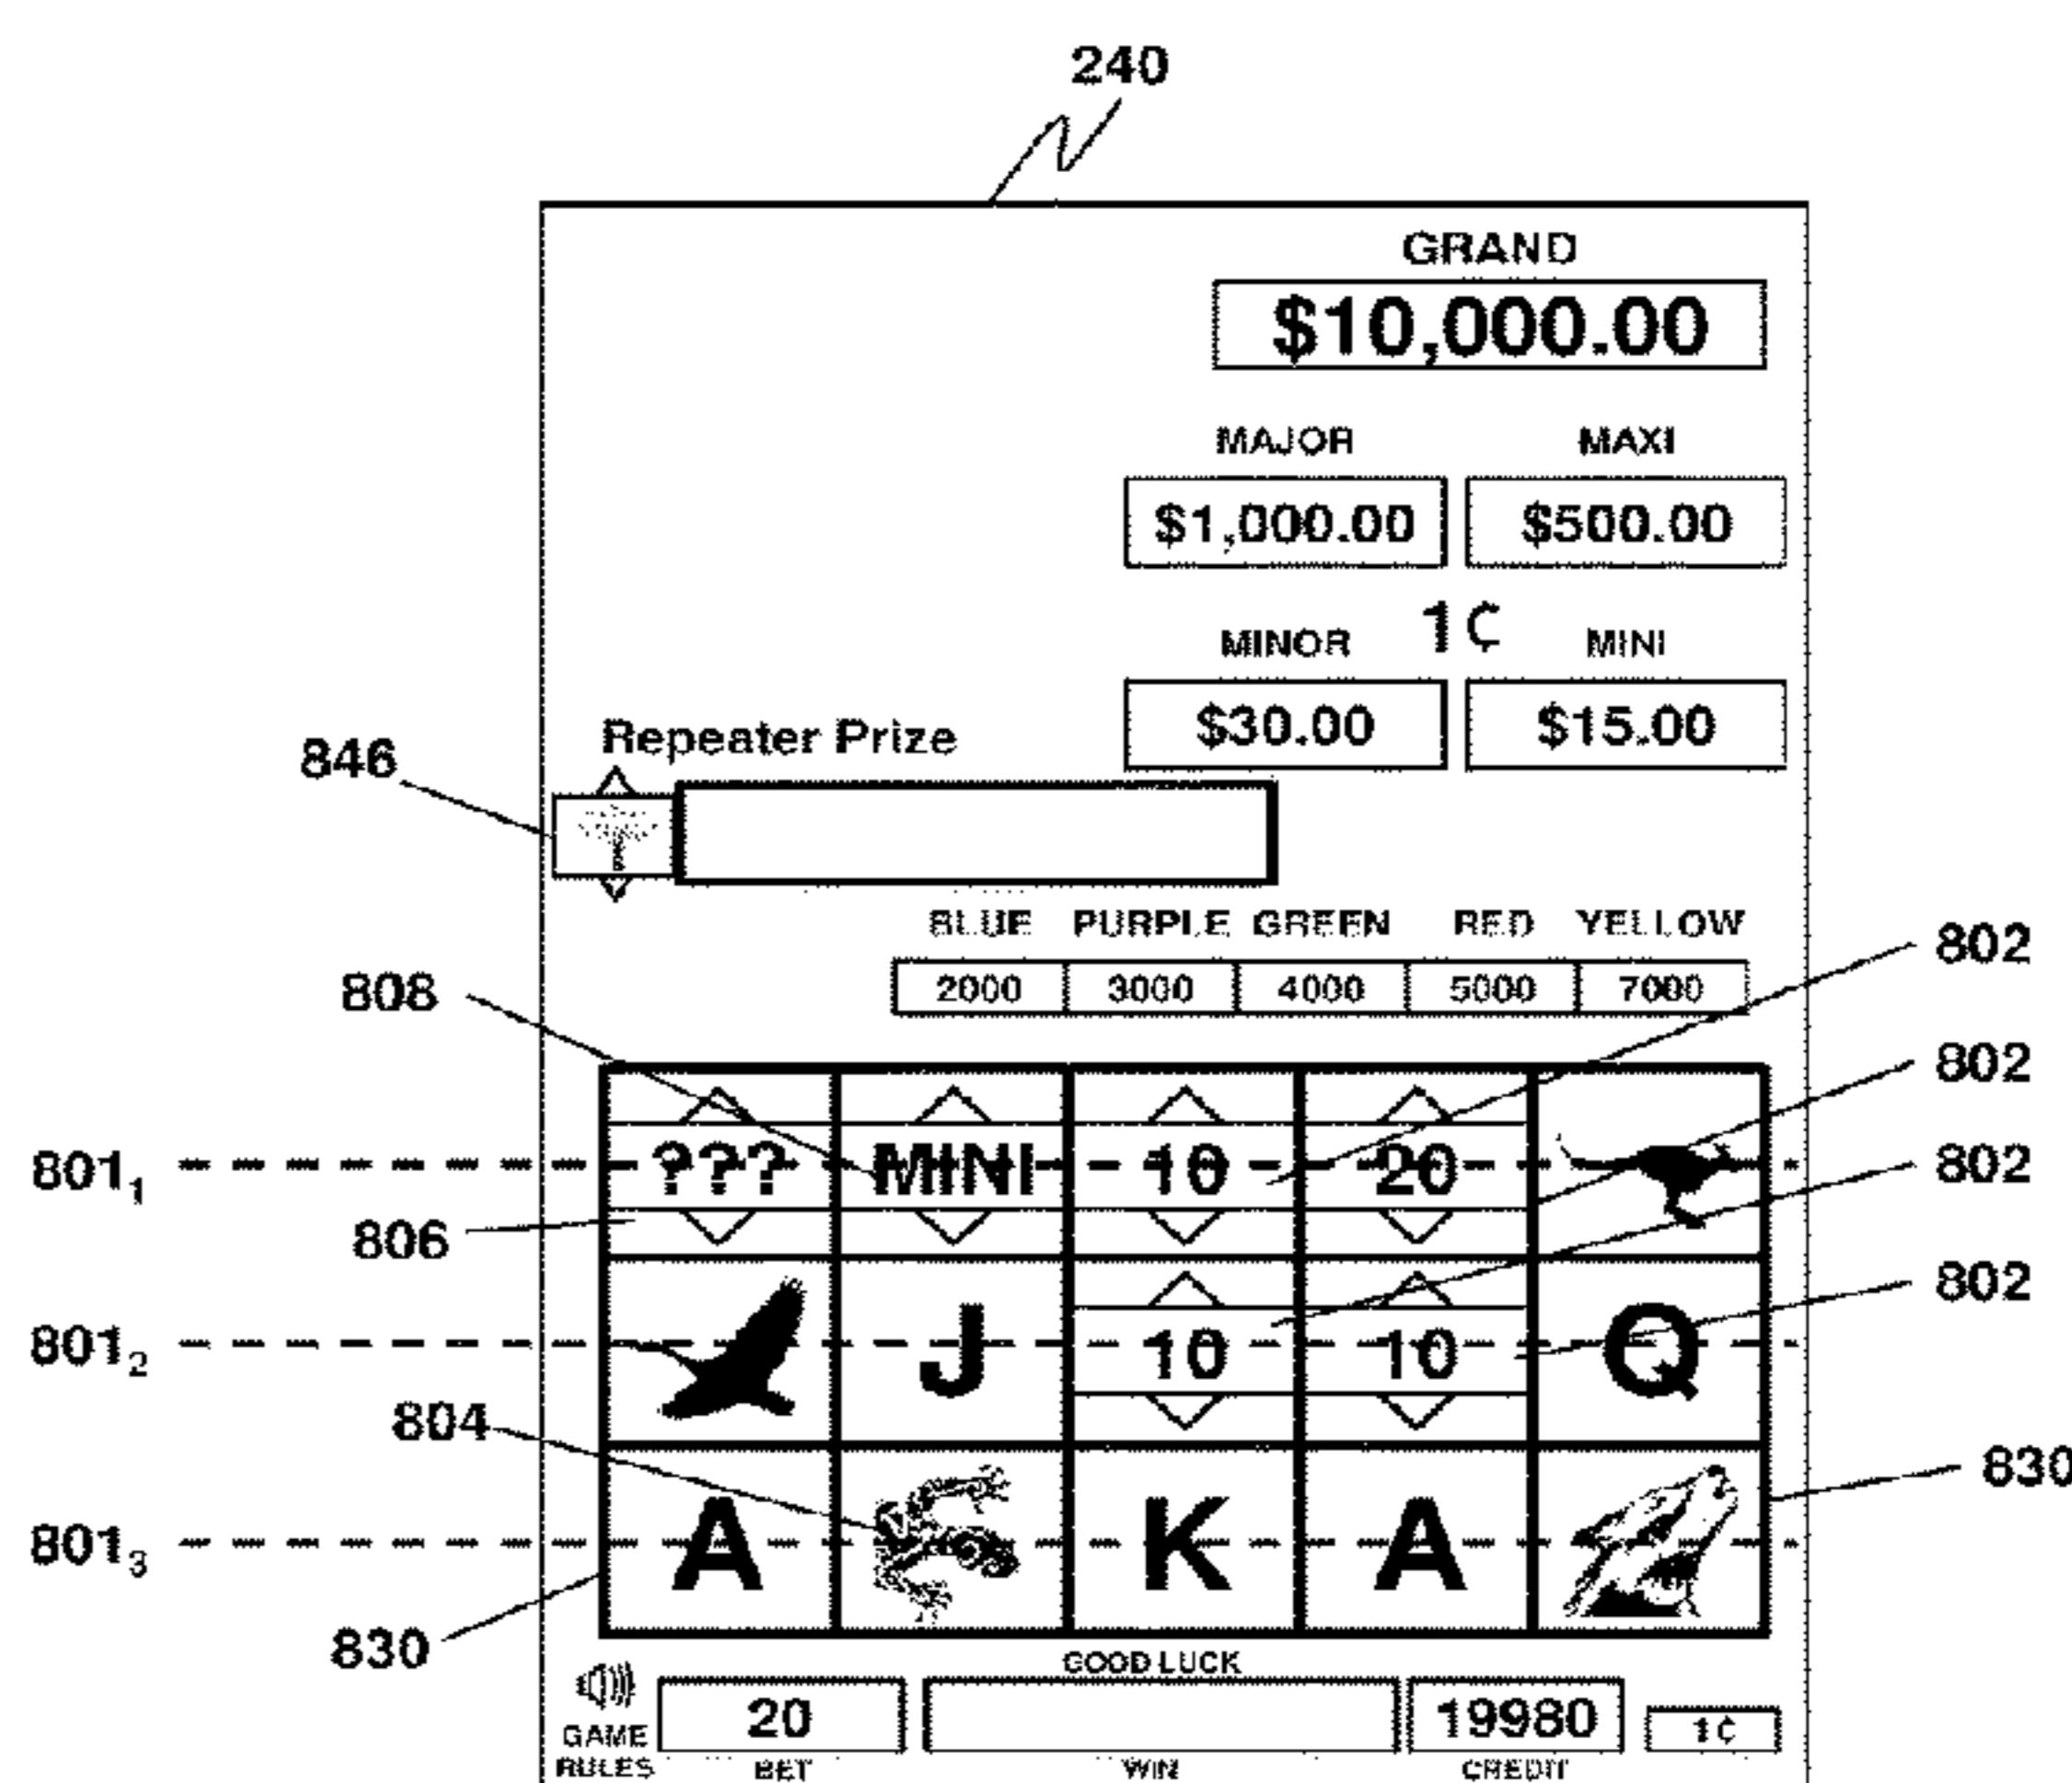 240
GRAND
$10,000.00
MAJOR MAXI
$1,000.00 $500.00
1¢
MINOR MINI
$30.00 $15.00
Repeater Prize
846
BLUE PURPLE GREEN RED YELLOW
802
808
2000 3000 4000 5000 7000
802
801₁ ??? MINI 10 20 802
806
802
801₂ J 10 10 Q
804
830
801₃ A K A
830
GOOD LUCK
20 19980 1¢
GAME
RULES BET WIN CREDIT